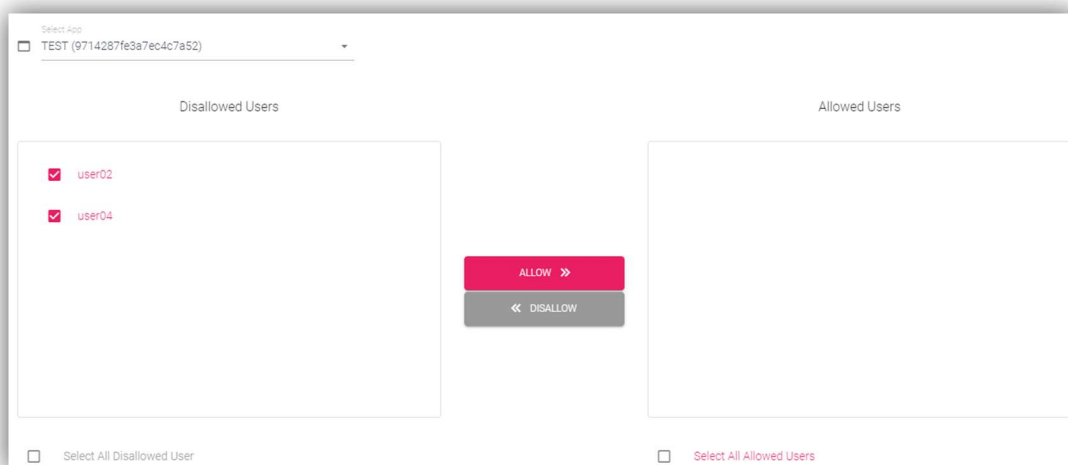 Select App
TEST (9714287fe3a7ec4c7a52)
Disallowed Users
Allowed Users
user02
user04
ALLOW
DISALLOW
Select All Disallowed User
Select All Allowed Users